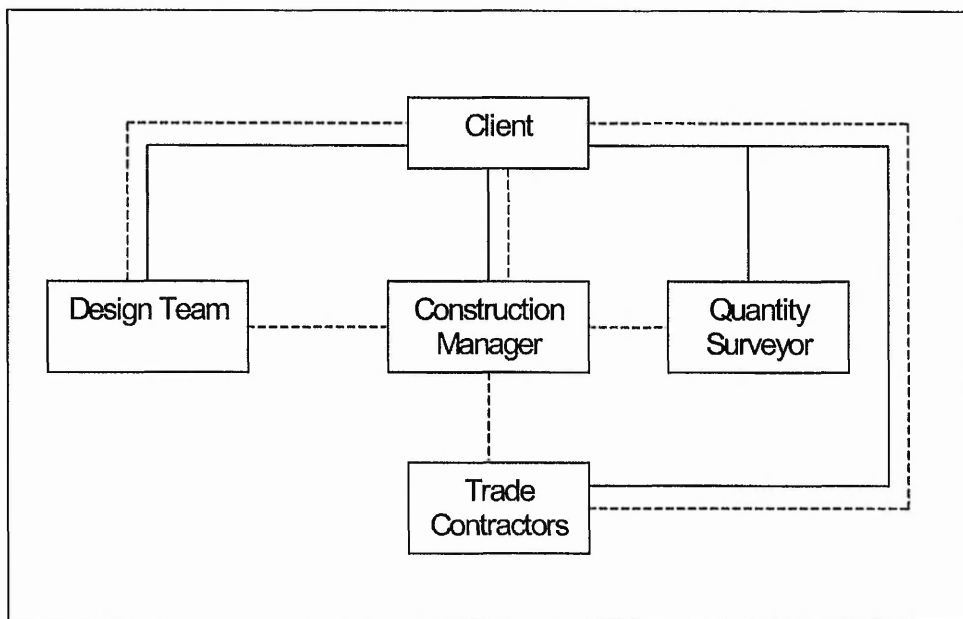 Client
Design Team
Construction
Manager
Quantity
Surveyor
Trade
Contractors